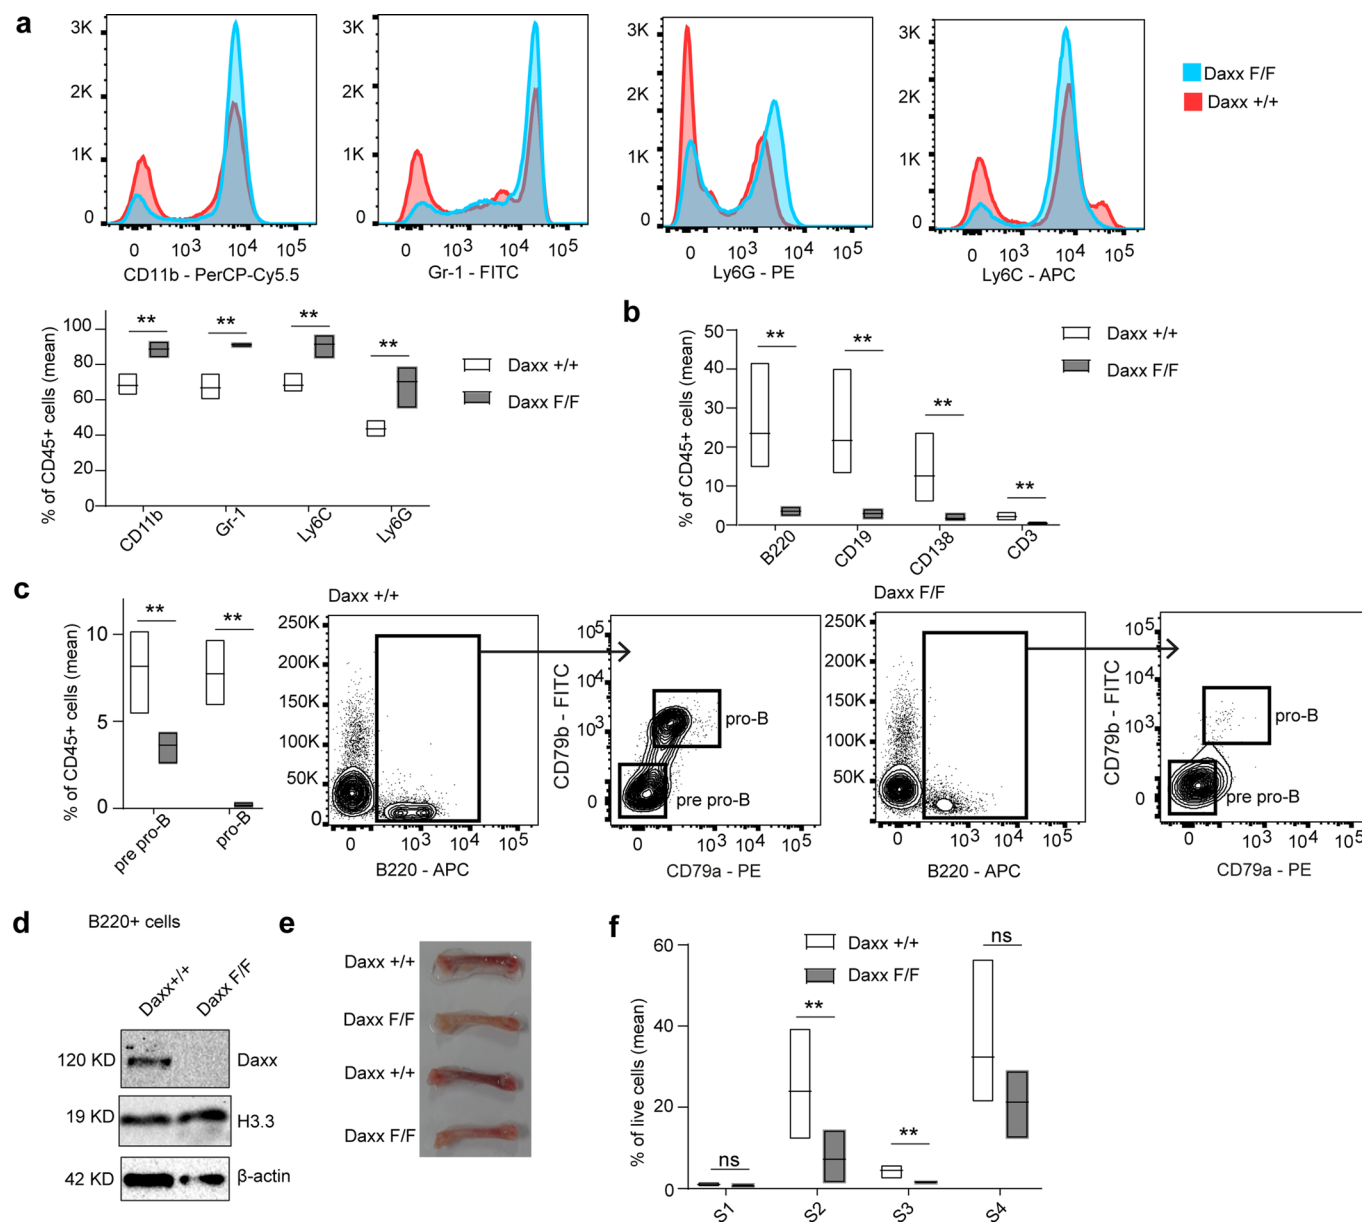 a
3K
2K
1K
0
0
103
104
105
CD11b - PerCP-Cy5.5
3K
2K
1K
0
0
103
104
105
Gr-1 - FITC
3K
2K
1K
0
0
103
104
105
Ly6G - PE
3K
2K
1K
0
0
103
104
105
Ly6C - APC
Daxx F/F
Daxx +/+
% of CD45+ cells (mean)
100
80
60
40
20
0
**
**
**
**
CD11b
Gr-1
Ly6C
Ly6G
Daxx +/+
Daxx F/F
b
% of CD45+ cells (mean)
50
40
30
20
10
0
**
**
**
**
B220
CD19
CD138
CD3
Daxx +/+
Daxx F/F
c
% of CD45+ cells (mean)
10
5
0
**
**
pre pro-B
pro-B
Daxx +/+
250K
200K
150K
100K
50K
0
0
103
104
105
B220 - APC
CD79b - FITC
105
104
103
0
pro-B
pre pro-B
0
103
104
105
CD79a - PE
Daxx F/F
250K
200K
150K
100K
50K
0
0
103
104
105
B220 - APC
CD79b - FITC
105
104
103
0
pro-B
pre pro-B
0
103
104
105
CD79a - PE
d
B220+ cells
Daxx+/+
Daxx F/F
120 KD
Daxx
19 KD
H3.3
42 KD
β-actin
e
Daxx +/+
Daxx F/F
Daxx +/+
Daxx F/F
f
% of live cells (mean)
60
40
20
0
Daxx +/+
Daxx F/F
ns
**
**
ns
S1
S2
S3
S4